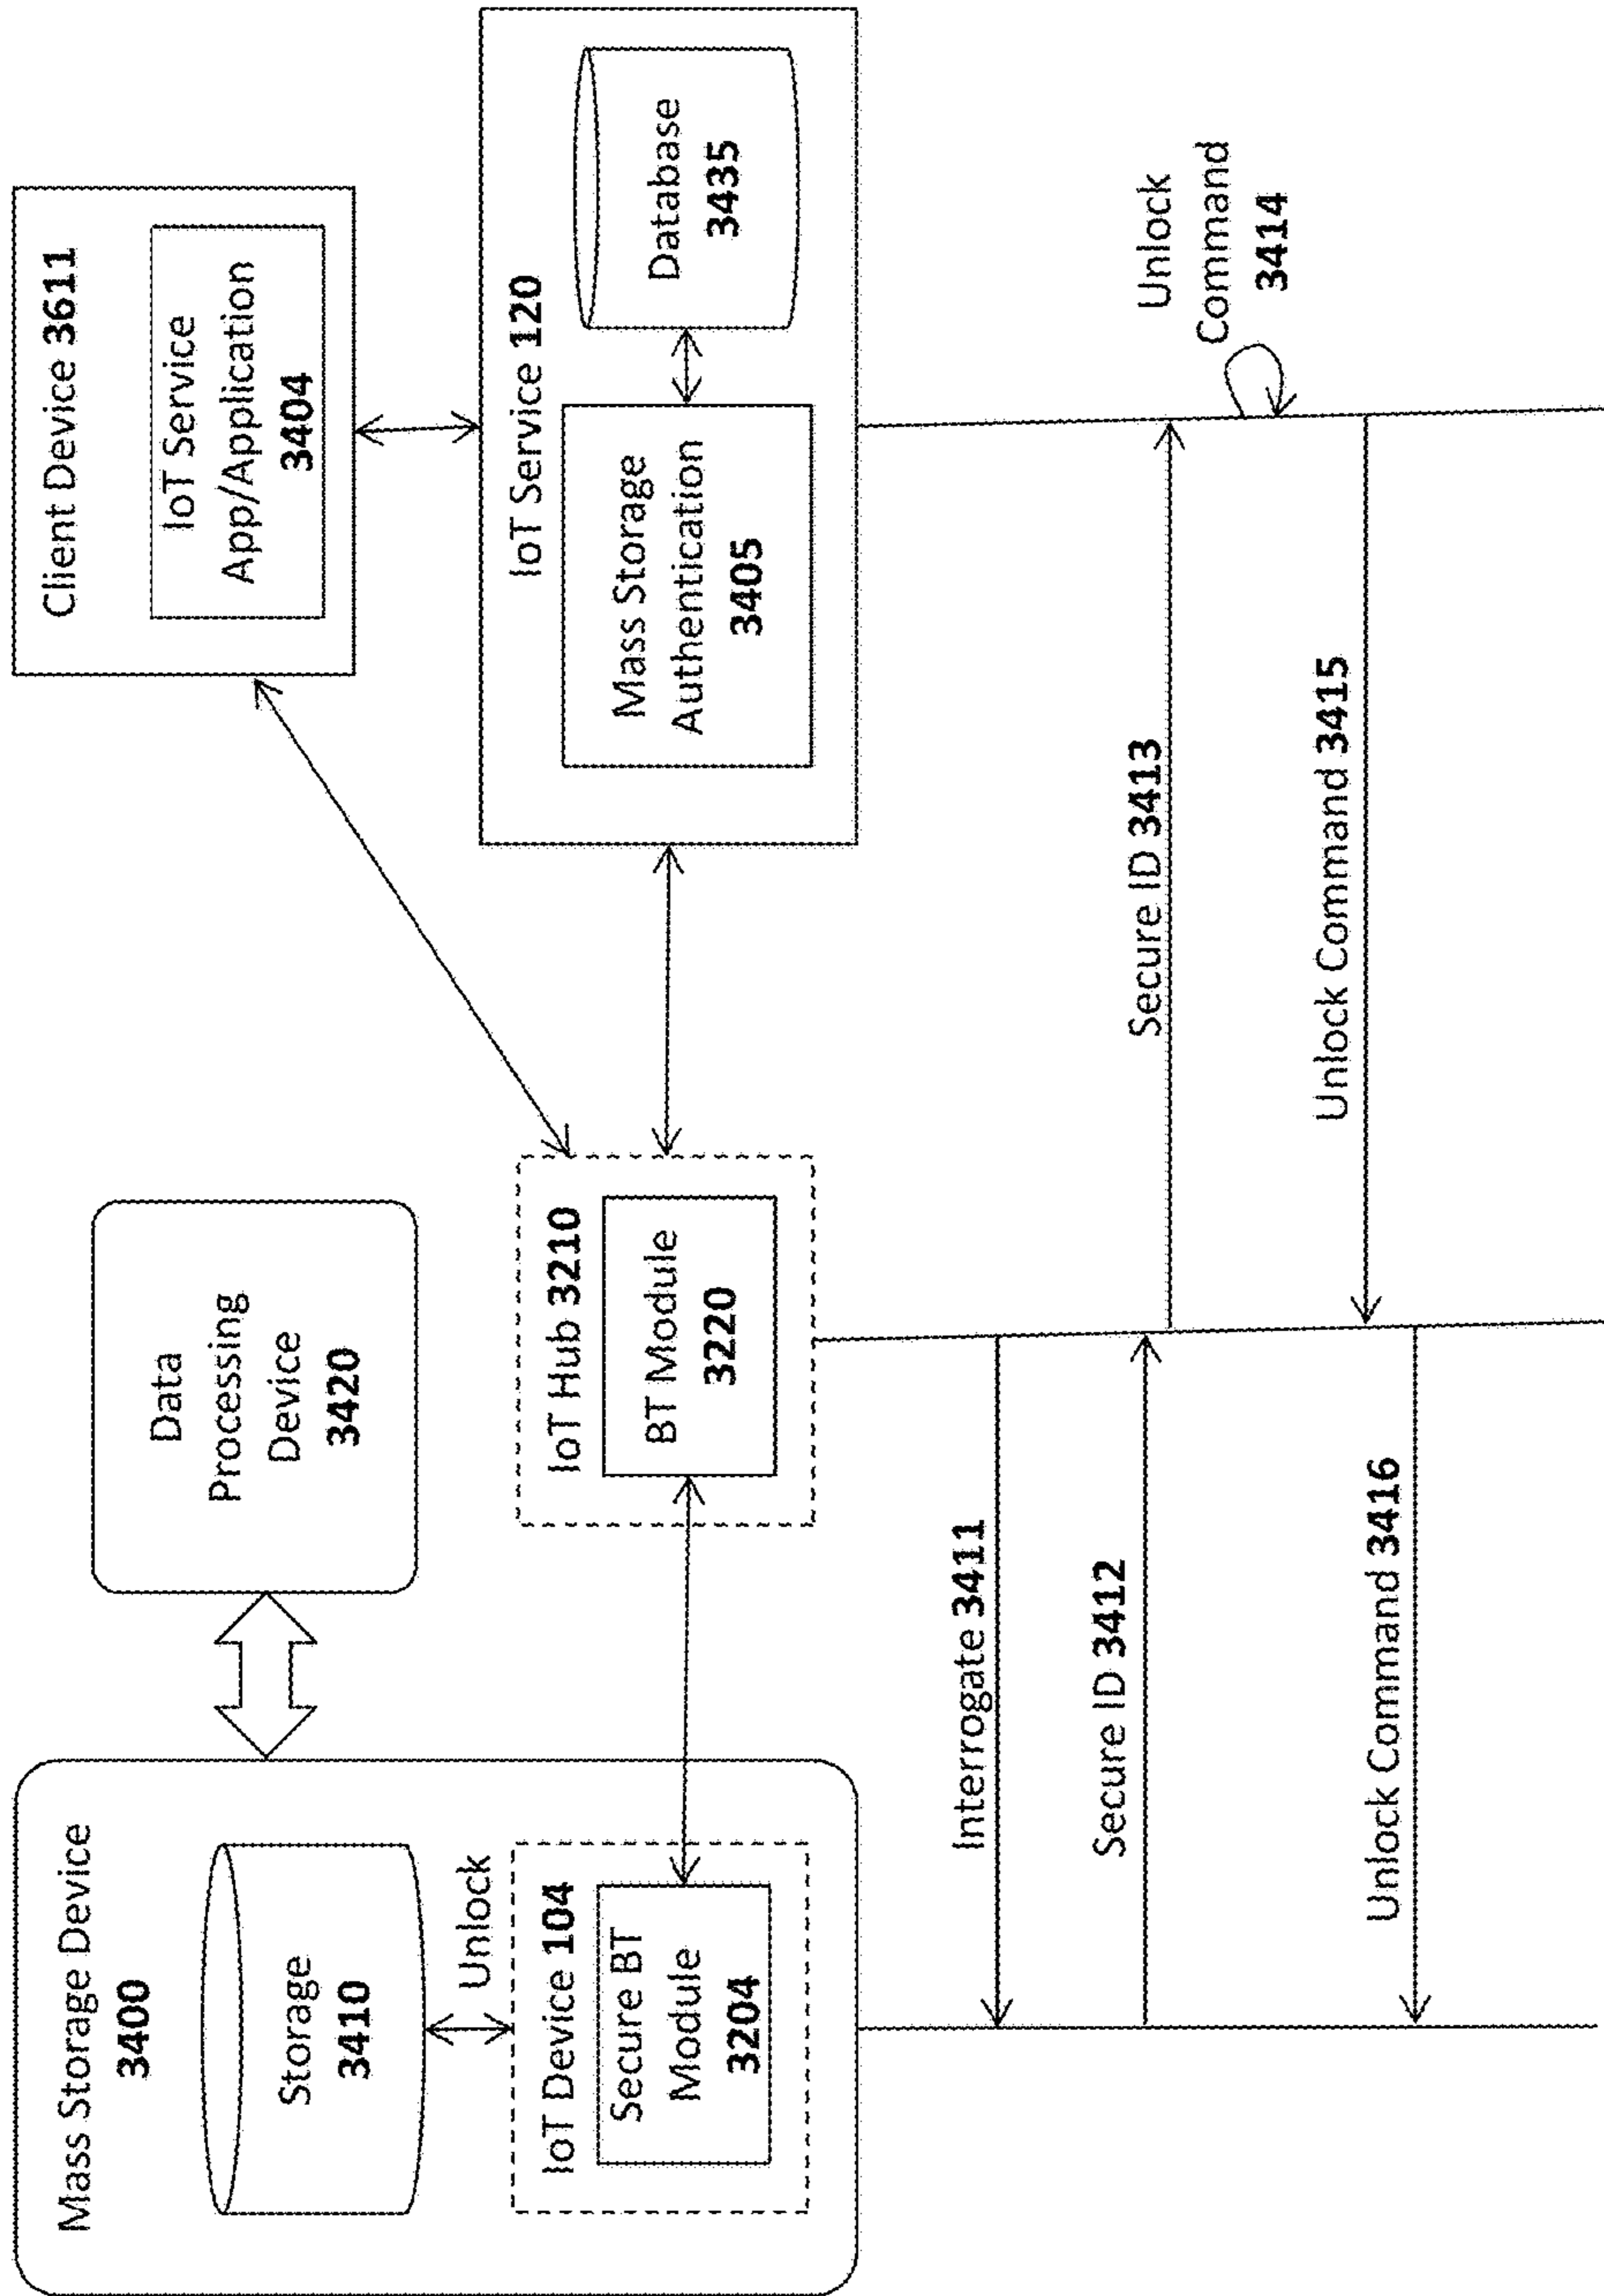 Mass Storage Device
3400
Storage
3410
Unlock
IoT Device 104
Secure BT
Module
3204
Data
Processing
Device
3420
IoT Hub 3210
BT Module
3220
Client Device 3611
IoT Service
App/Application
3404
IoT Service 120
Mass Storage
Authentication
3405
Database
3435
Interrogate 3411
Secure ID 3412
Secure ID 3413
Unlock
Command
3414
Unlock Command 3415
Unlock Command 3416